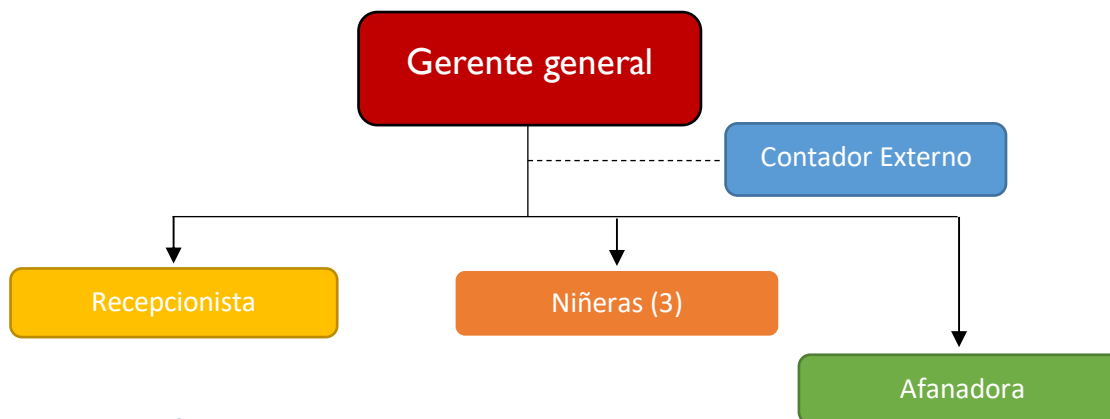 Gerente general
Contador Externo
Recepcionista
Niñeras (3)
Afanadora